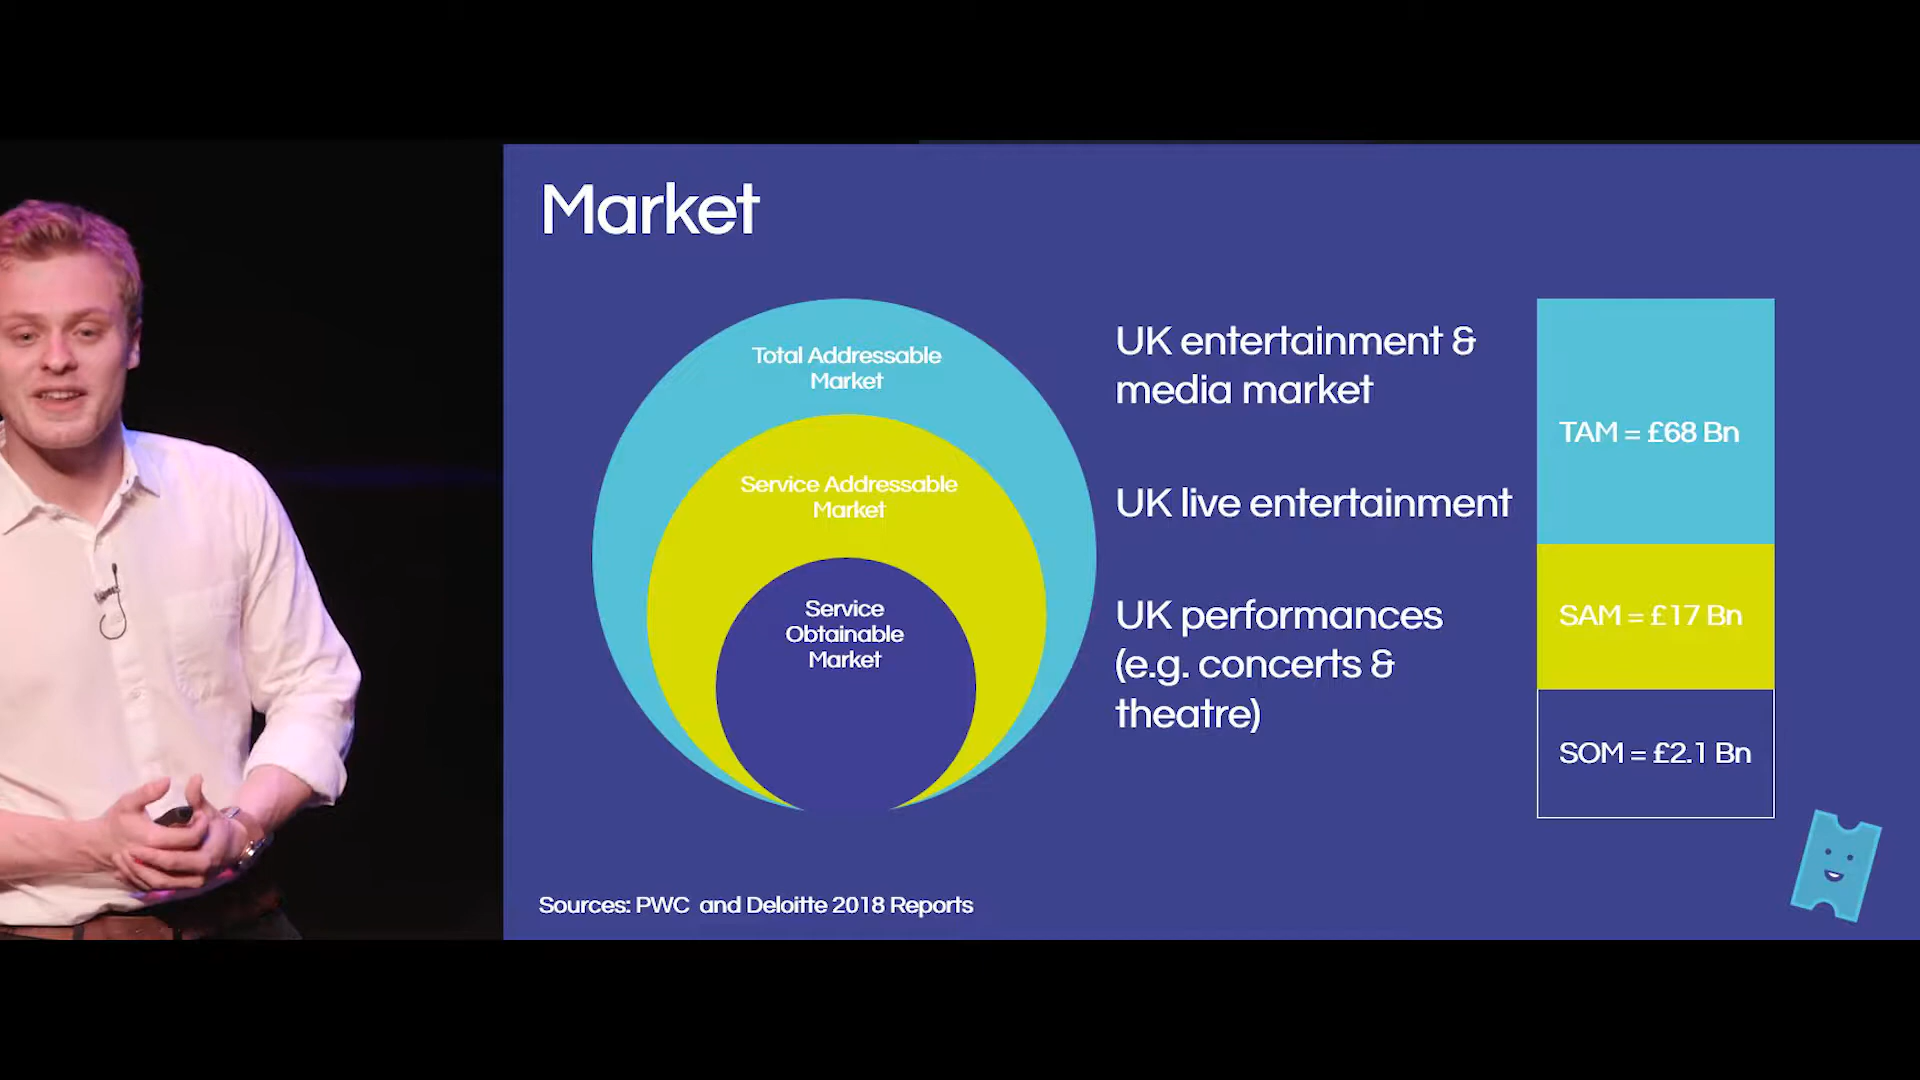 Market
Total Addressable
Market
Service Addressable
Market
Service
Obtainable
Market
UK entertainment &
media market
UK live entertainment
UK performances
(e.g. concerts &
theatre)
TAM = £68 Bn
SAM = £17 Bn
SOM = £2.1 Bn
Sources: PWC  and Deloitte 2018 Reports